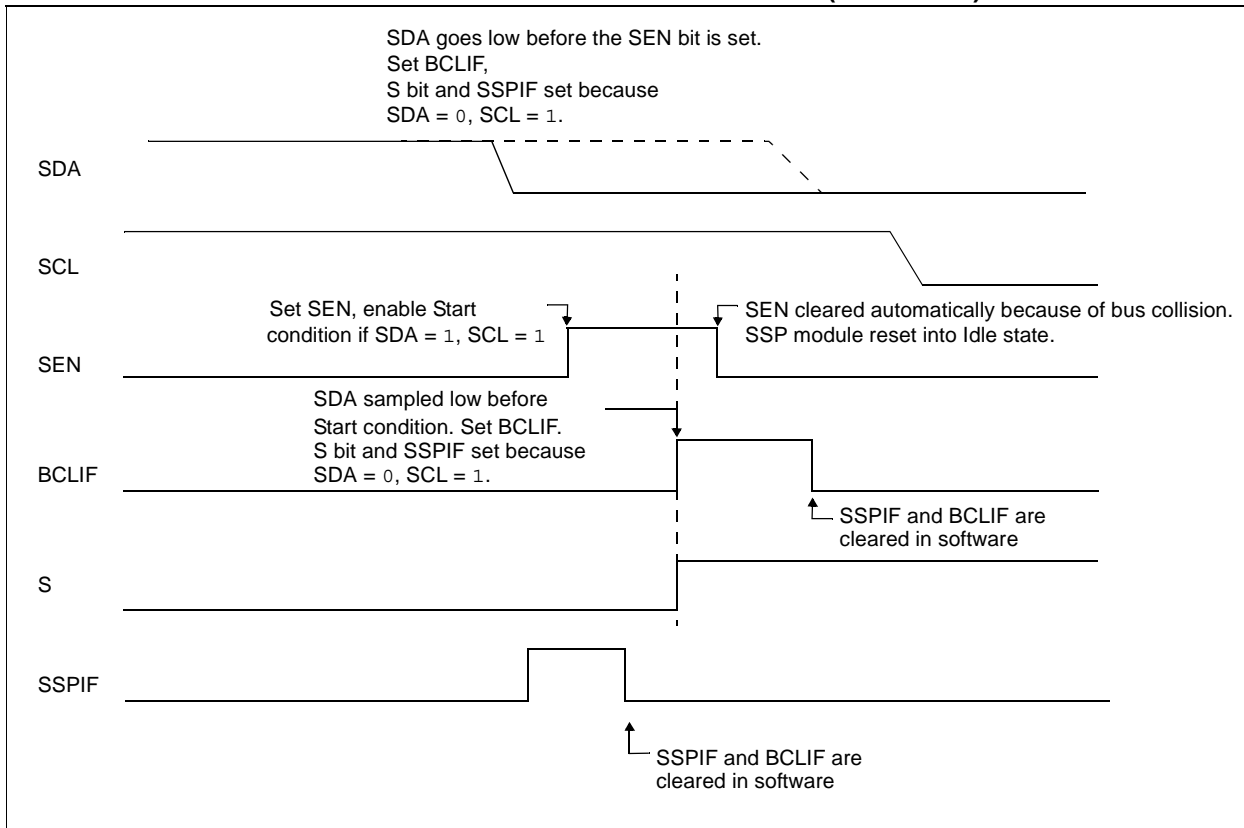 SDA goes low before the SEN bit is set.
Set BCLIF,
S bit and SSPIF set because
SDA = 0, SCL = 1.
SDA
SCL
Set SEN, enable Start
condition if SDA = 1, SCL = 1
SEN cleared automatically because of bus collision.
SSP module reset into Idle state.
SEN
SDA sampled low before
Start condition. Set BCLIF.
S bit and SSPIF set because
SDA = 0, SCL = 1.
BCLIF
SSPIF and BCLIF are
cleared in software
S
SSPIF
SSPIF and BCLIF are
cleared in software